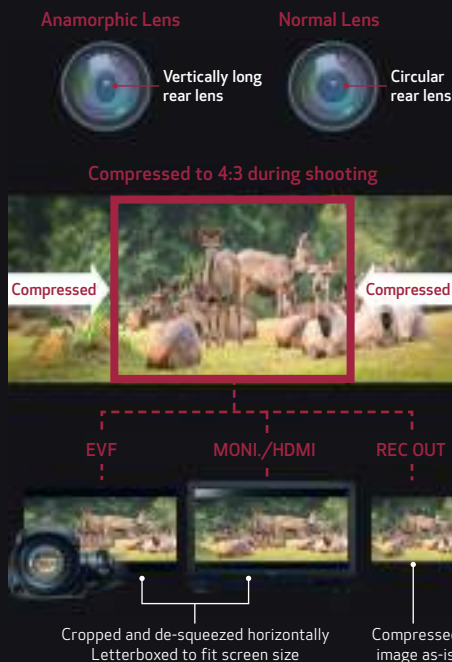 Anamorphic Lens
Normal Lens
Vertically long
rear lens
Circular
rear lens
Compressed to 4:3 during shooting
Compressed
Compressed
EVF
MONI./HDMI
REC OUT
Cropped and de-squeezed horizontally
Letterboxed to fit screen size
Compressed
image as-is